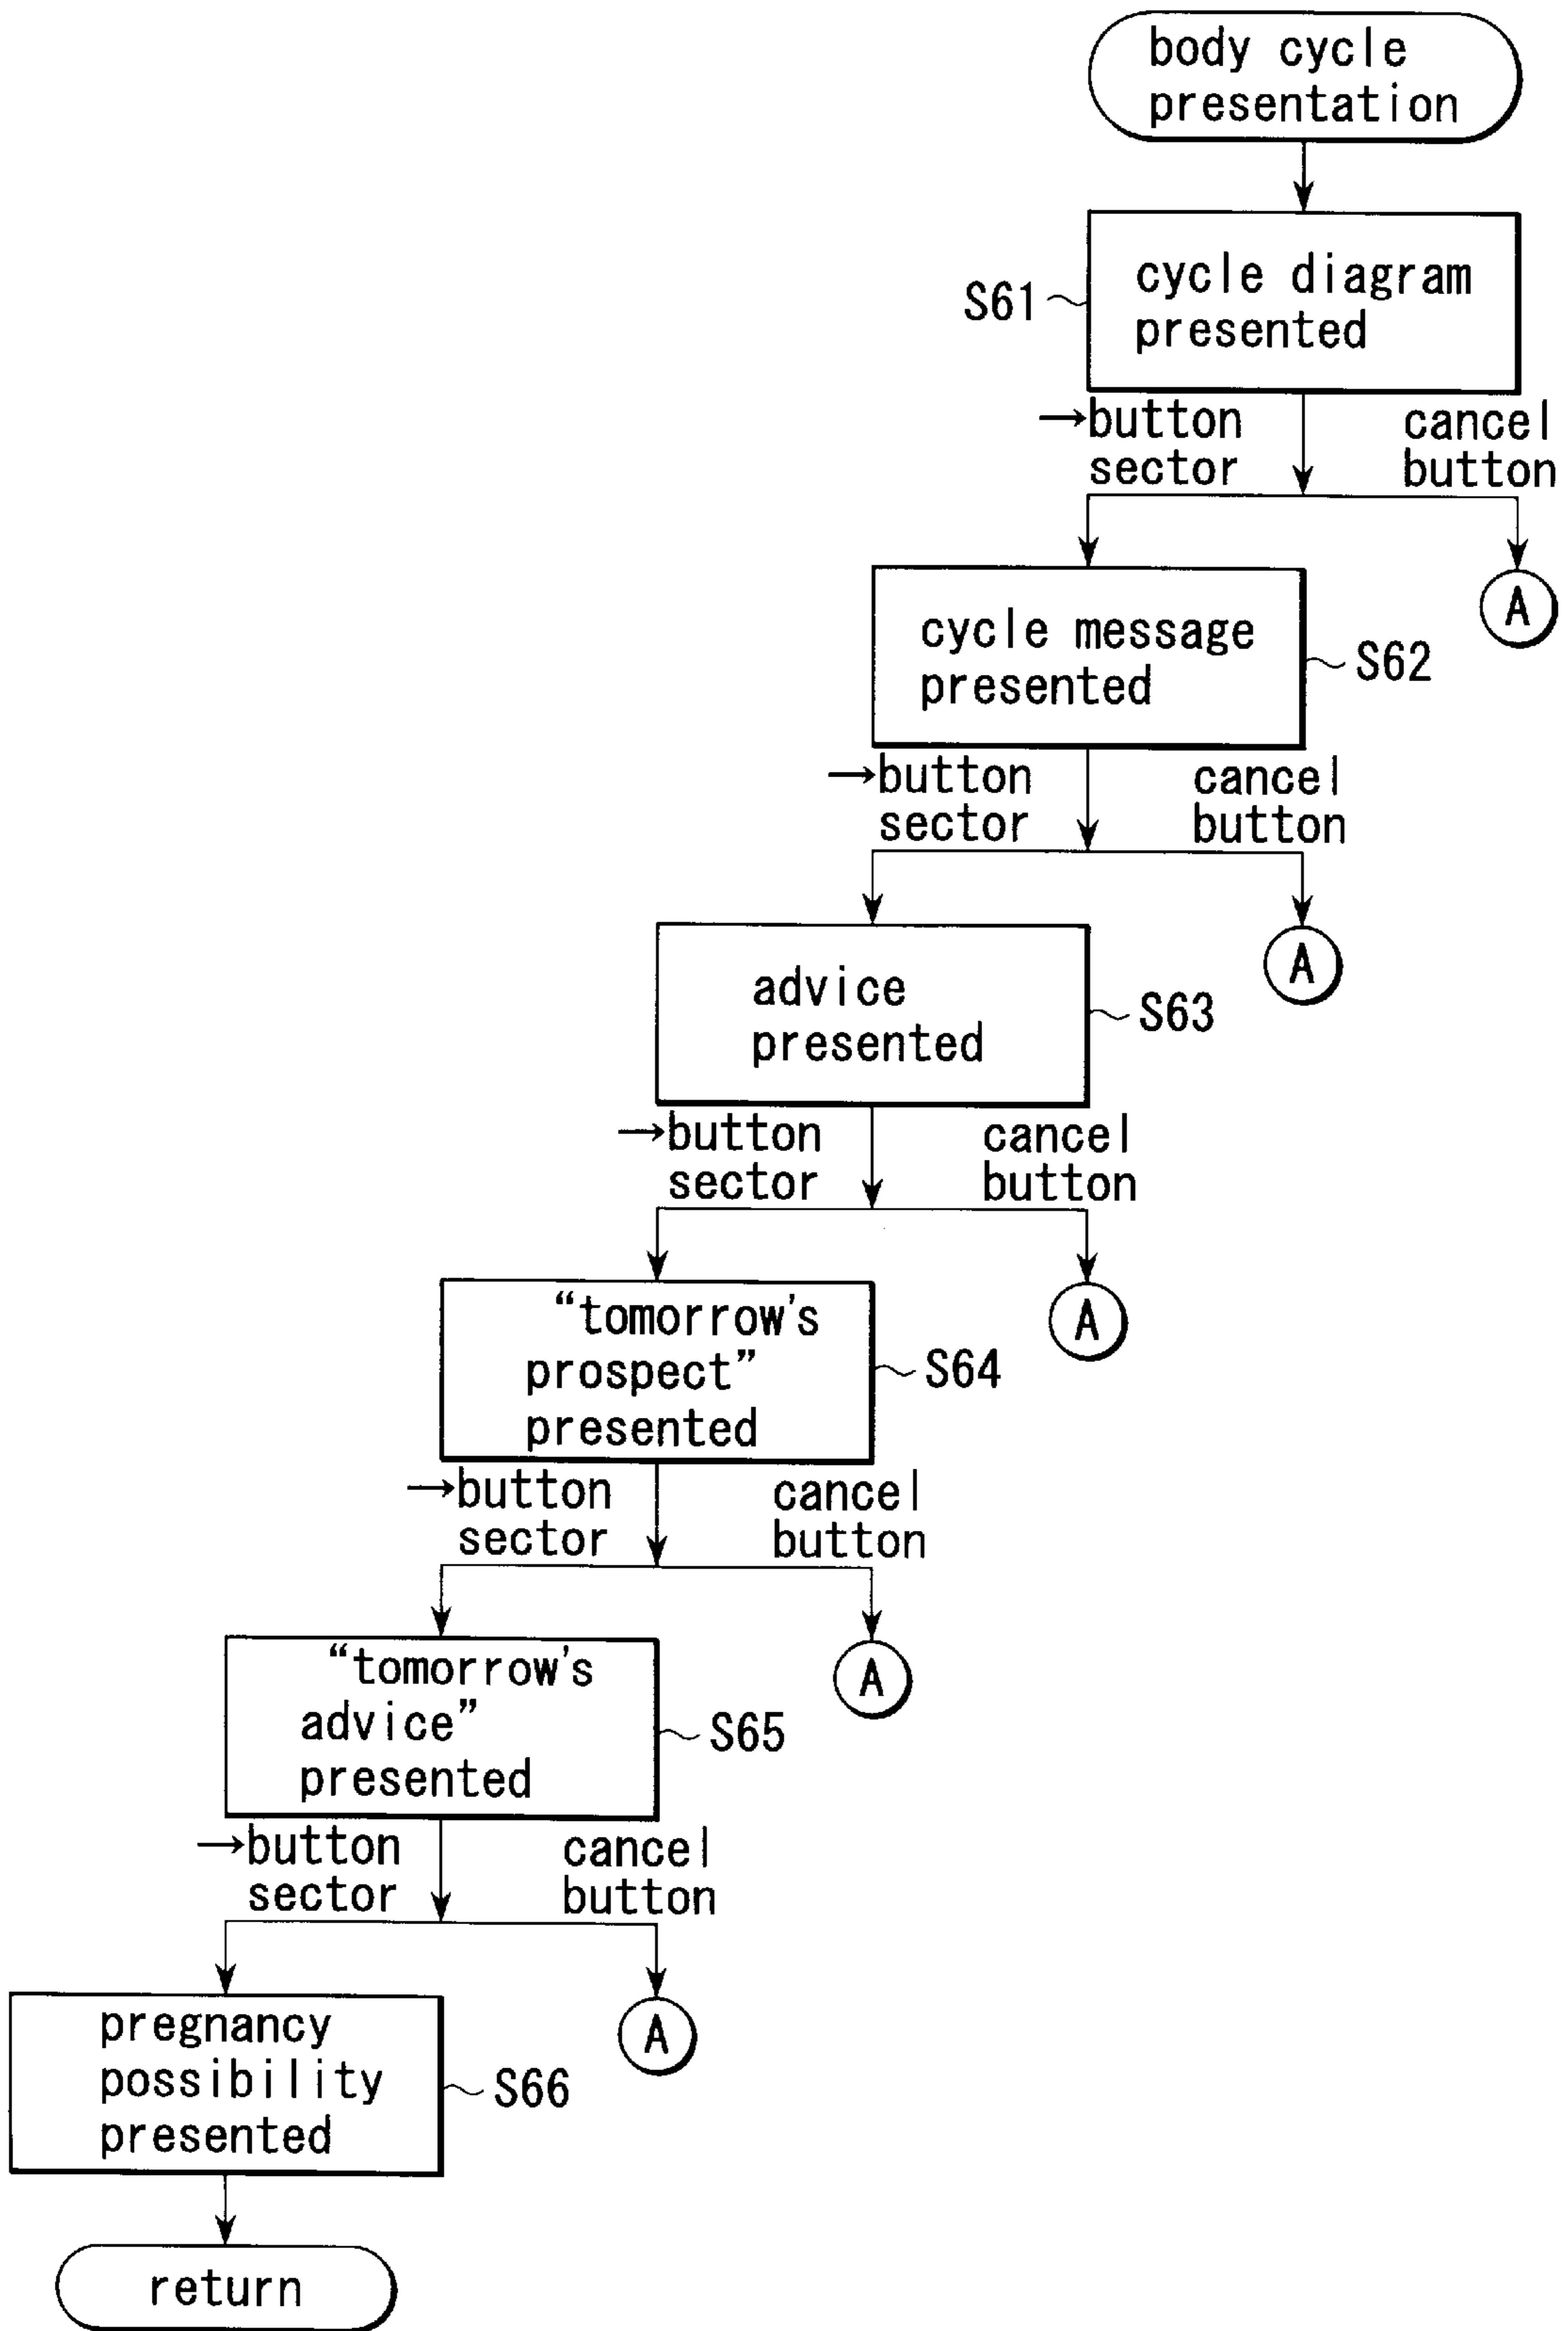 body cycle
presentation
S61
cycle diagram
presented
→button
sector
cancel
button
A
cycle message
presented
S62
→button
sector
cancel
button
A
advice
presented
S63
→button
sector
cancel
button
A
“tomorrow's
prospect”
presented
S64
→button
sector
cancel
button
A
“tomorrow's
advice”
presented
S65
→button
sector
cancel
button
A
pregnancy
possibility
presented
S66
return